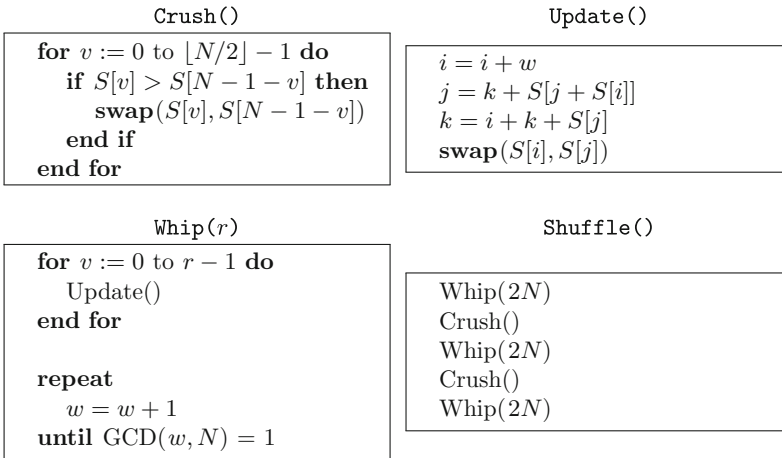 Crush()
for v := 0 to ⌊N/2⌋ − 1 do
if S[v] > S[N − 1 − v] then
swap(S[v], S[N − 1 − v])
end if
end for
Update()
i = i + w
j = k + S[j + S[i]]
k = i + k + S[j]
swap(S[i], S[j])
Whip(r)
for v := 0 to r − 1 do
Update()
end for
repeat
w = w + 1
until GCD(w, N) = 1
Shuffle()
Whip(2N)
Crush()
Whip(2N)
Crush()
Whip(2N)